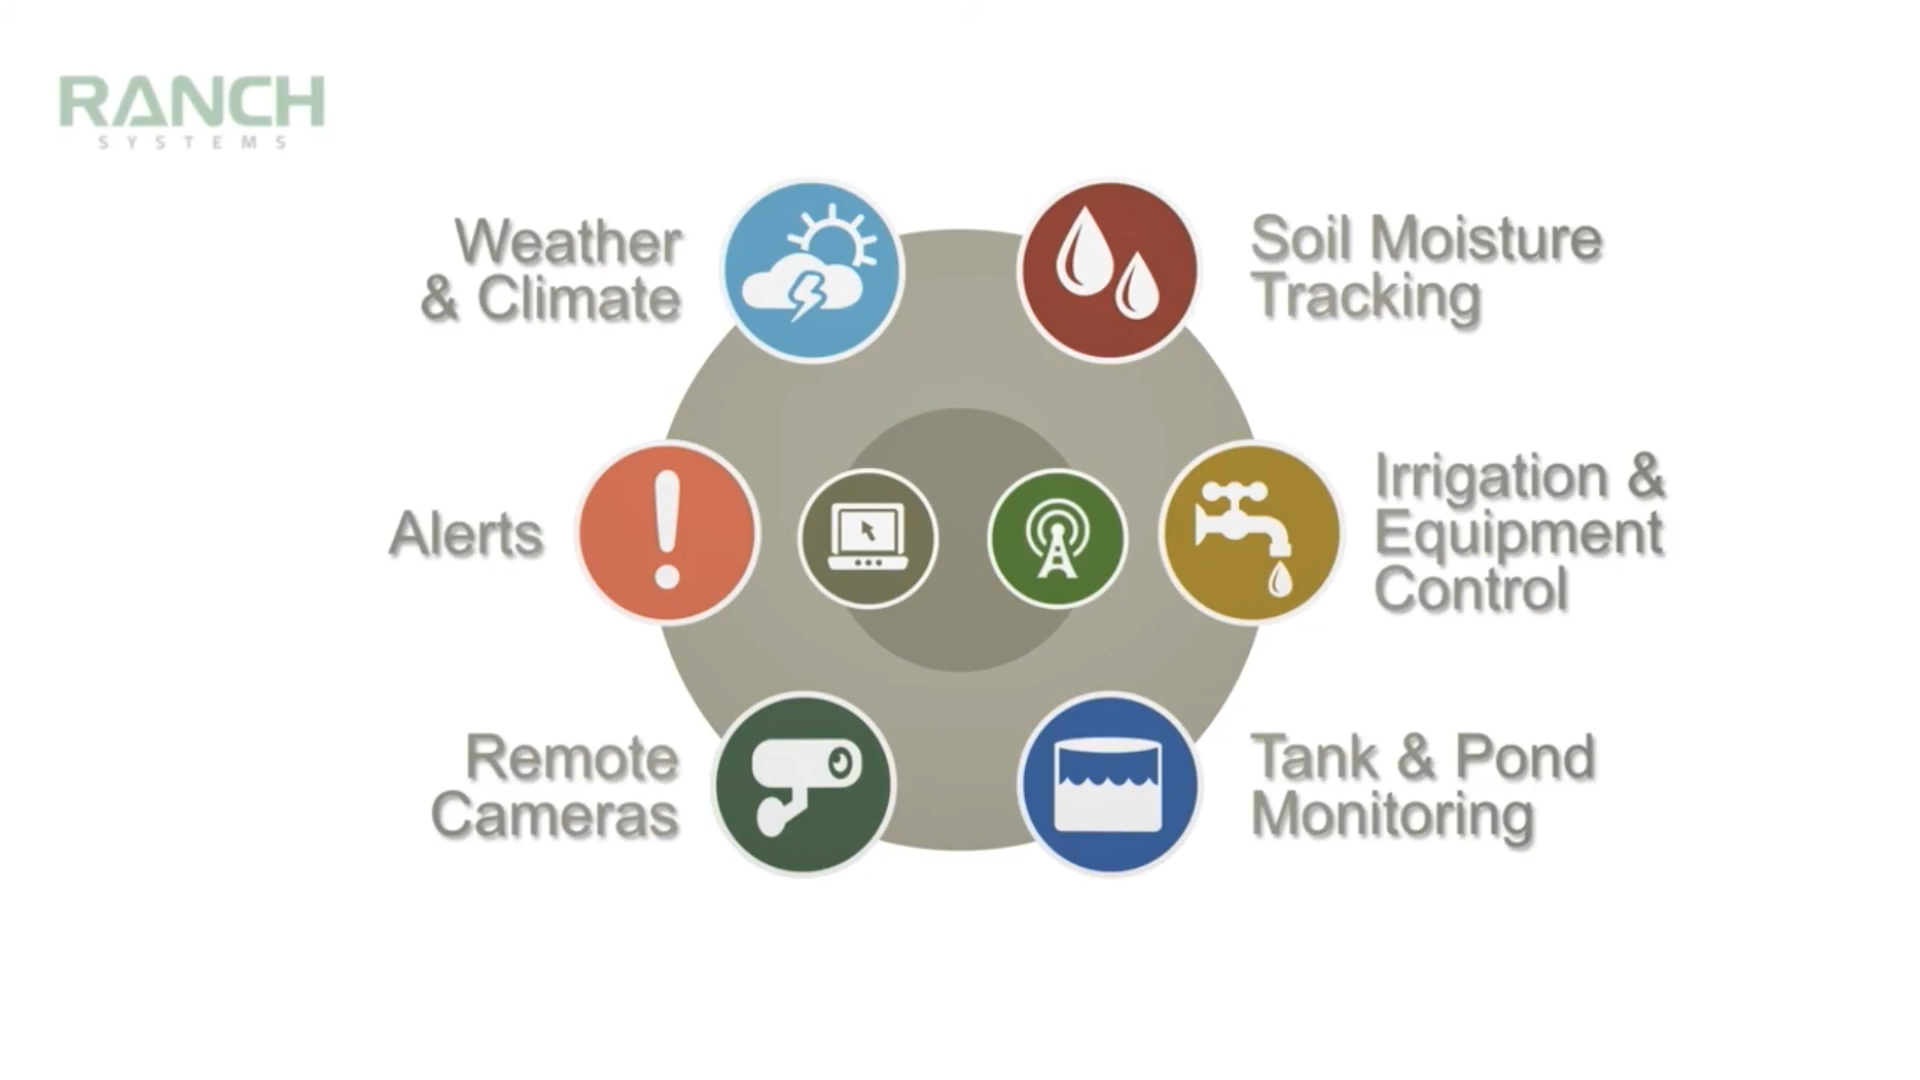 RANCH
SYSTEMS
Weather
& Climate
Soil Moisture
Tracking
Alerts
Irrigation &
Equipment
Control
Remote
Cameras
Tank & Pond
Monitoring